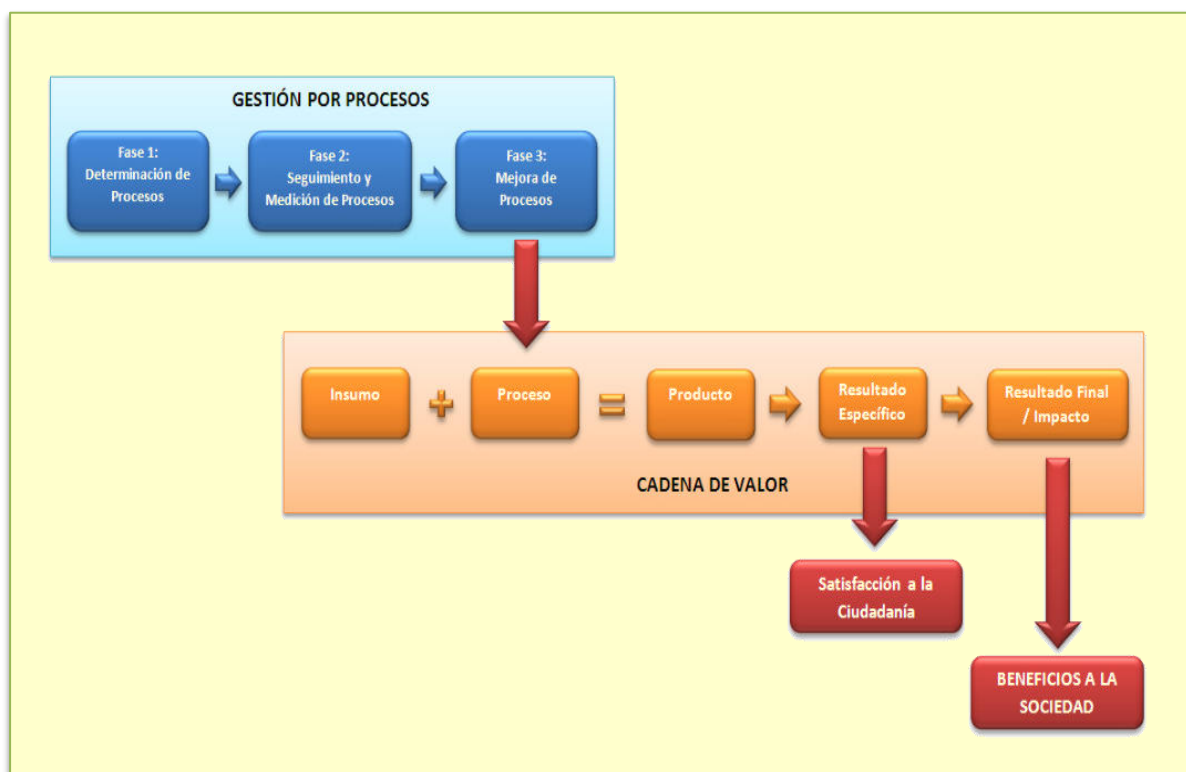 GESTIÓN POR PROCESOS
Fase 1:
Determinación de
Procesos
Fase 2:
Seguimiento y
Medición de Procesos
Fase 3:
Mejora de
Procesos
Insumo
+
Proceso
=
Producto
Resultado
Específico
Resultado Final
/ Impacto
CADENA DE VALOR
Satisfacción a la
Ciudadanía
BENEFICIOS A LA
SOCIEDAD